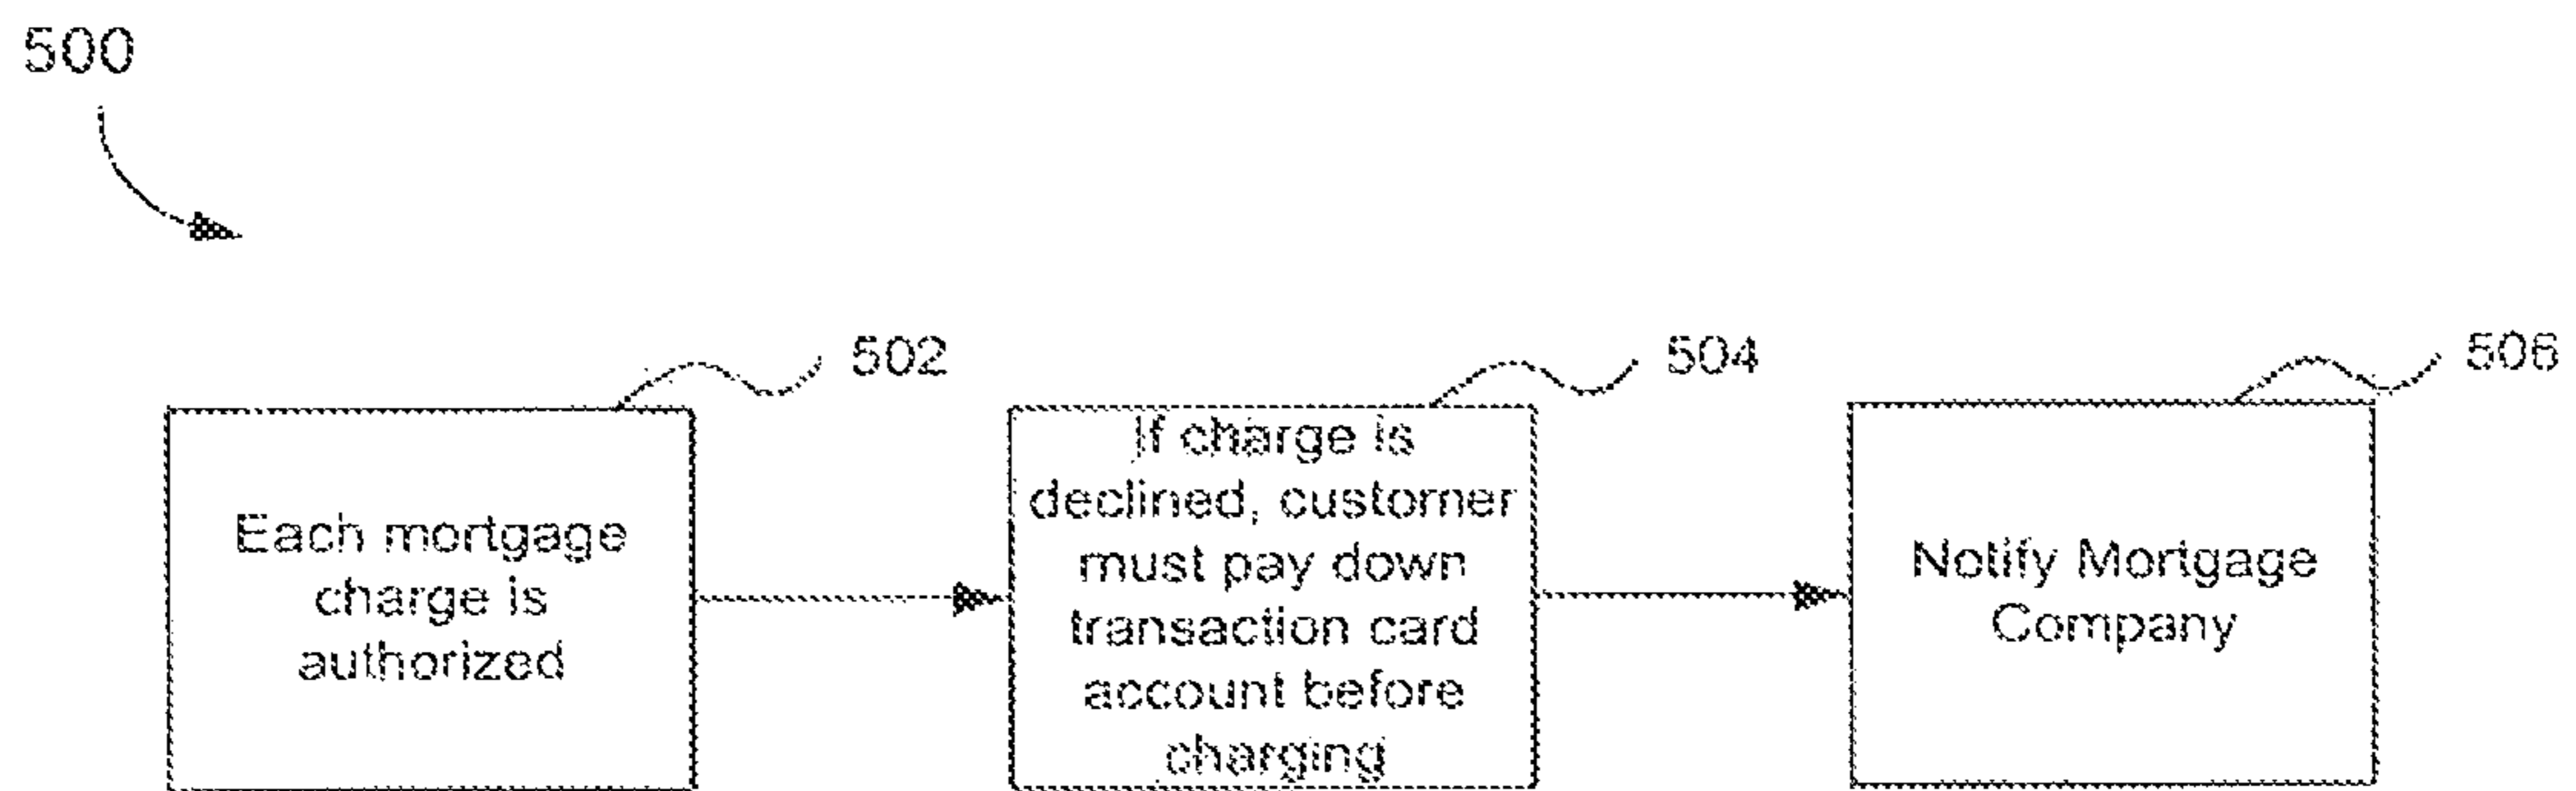 500
502
504
506
Each mortgage
charge is
authorized
If charge is
declined, customer
must pay down
transaction card
account before
charging
Notify Mortgage
Company